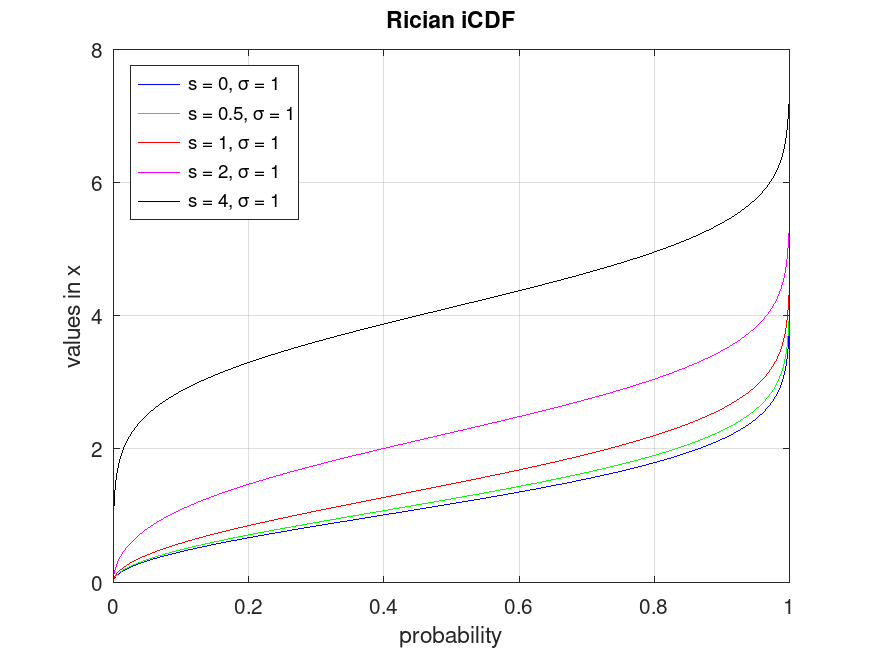 Rician iCDF
8
s = 0, σ = 1
s = 0.5, σ = 1
s = 1, σ = 1
s = 2, σ = 1
s = 4, σ = 1
6
values in x
4
2
0
0 0.2 0.4 0.6 0.8 1
probability